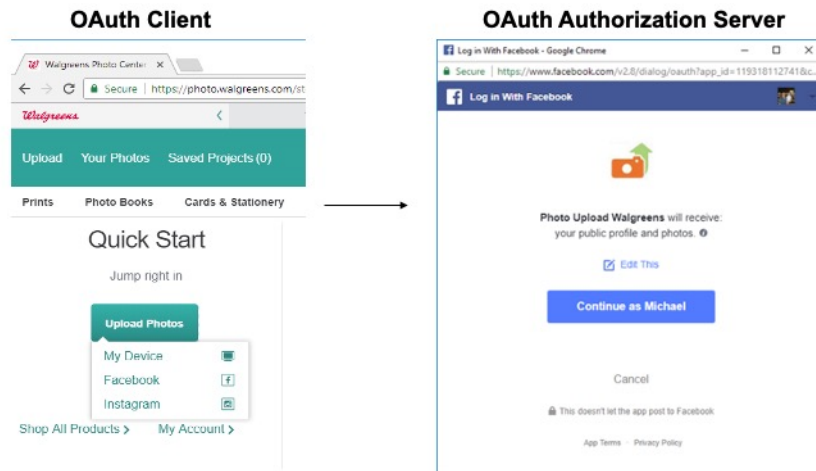 OAuth Client
Walgreens Photo Center
Secure | https://photo.walgreens.com/st
Walgreens
Upload Your Photos Saved Projects (0)
Prints Photo Books Cards & Stationery
Quick Start
Jump right in
Upload Photos
My Device
Facebook
Instagram
Shop All Products > My Account >
OAuth Authorization Server
Log in With Facebook - Google Chrome
Secure | https://www.facebook.com/v2.8/dialog/oauth?app_id=119318112741&c...
Log in With Facebook
Photo Upload Walgreens will receive:
your public profile and photos.
Edit This
Continue as Michael
Cancel
This doesn't let the app post to Facebook
App Terms · Privacy Policy